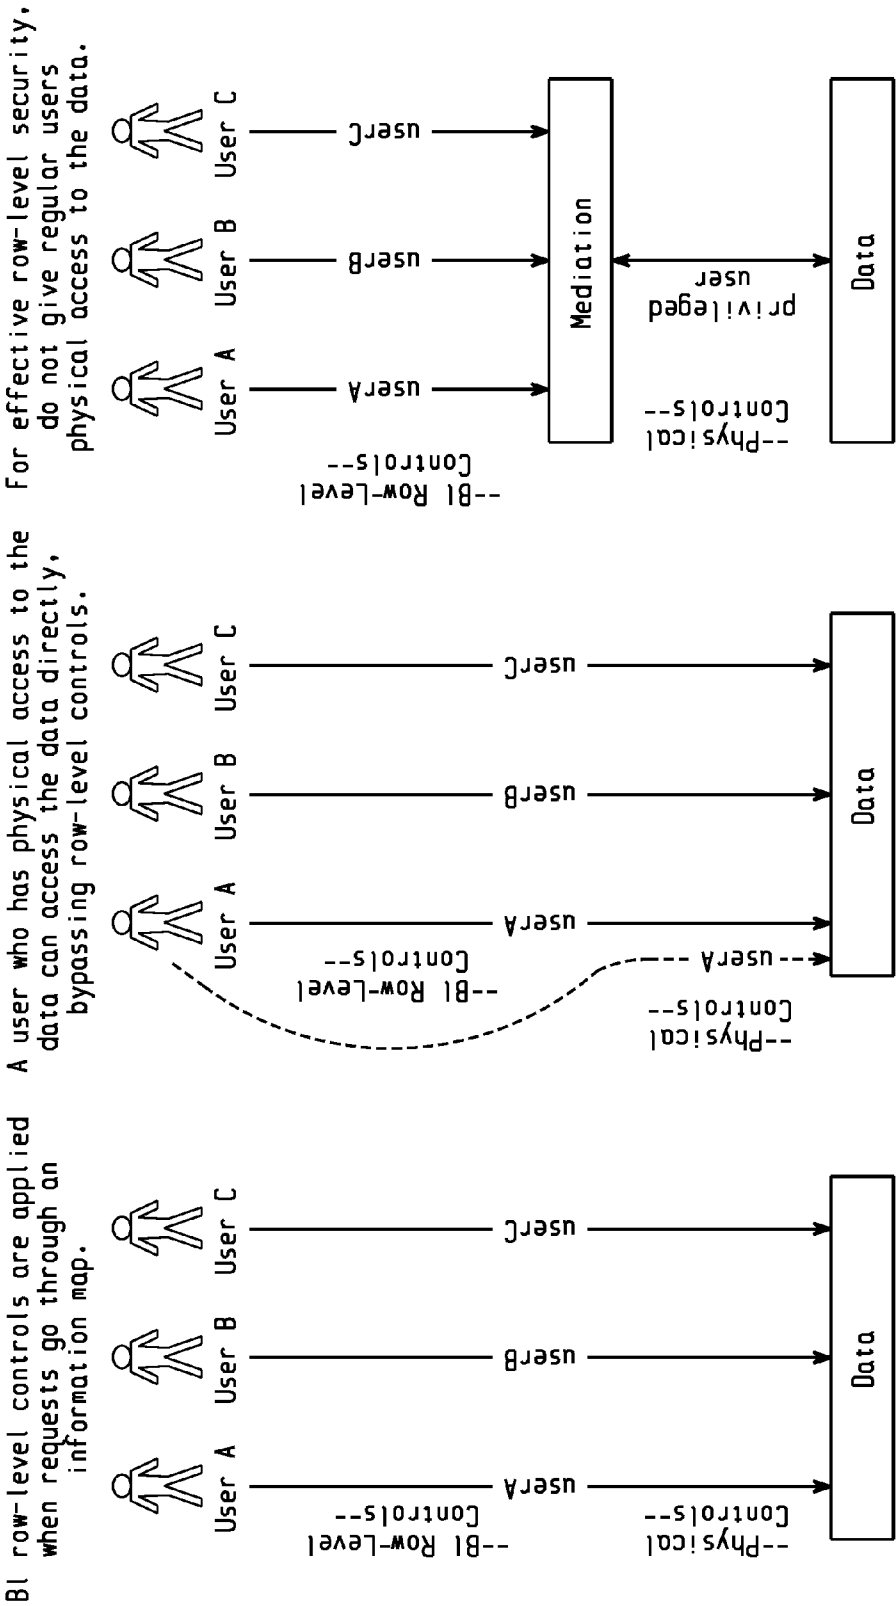 BI row-level controls are applied
when requests go through an
information map.
User A
User B
User C
--BI Row-Level
Controls--
userA
userB
userC
--Physical
Controls--
Data
A user who has physical access to the
data can access the data directly,
bypassing row-level controls.
User A
User B
User C
--BI Row-Level
Controls--
userA
userB
userC
--Physical
Controls--
userA
Data
For effective row-level security,
do not give regular users
physical access to the data.
User A
User B
User C
--BI Row-Level
Controls--
userA
userB
userC
Mediation
--Physical
Controls--
privileged
user
Data